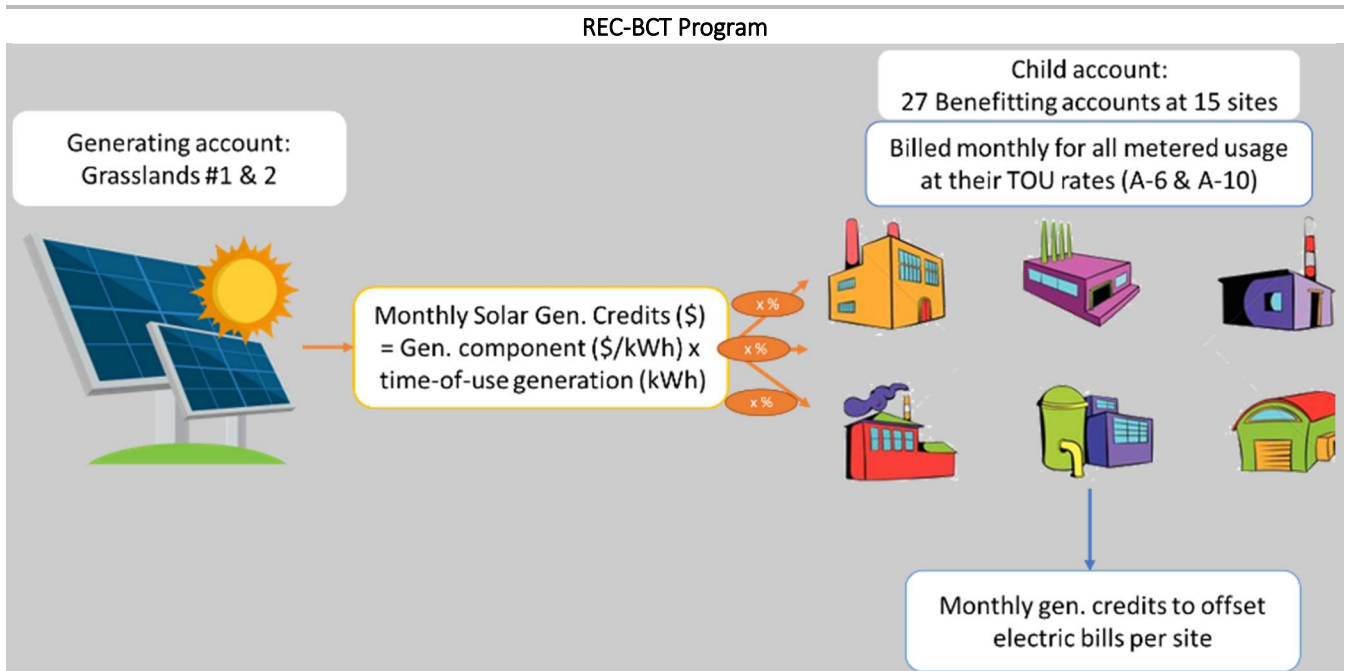 REC-BCT Program
Generating account:
Grasslands #1 & 2
Monthly Solar Gen. Credits ($)
= Gen. component ($/kWh) x
time-of-use generation (kWh)
x %
x %
x %
Child account:
27 Benefitting accounts at 15 sites
Billed monthly for all metered usage
at their TOU rates (A-6 & A-10)
Monthly gen. credits to offset
electric bills per site